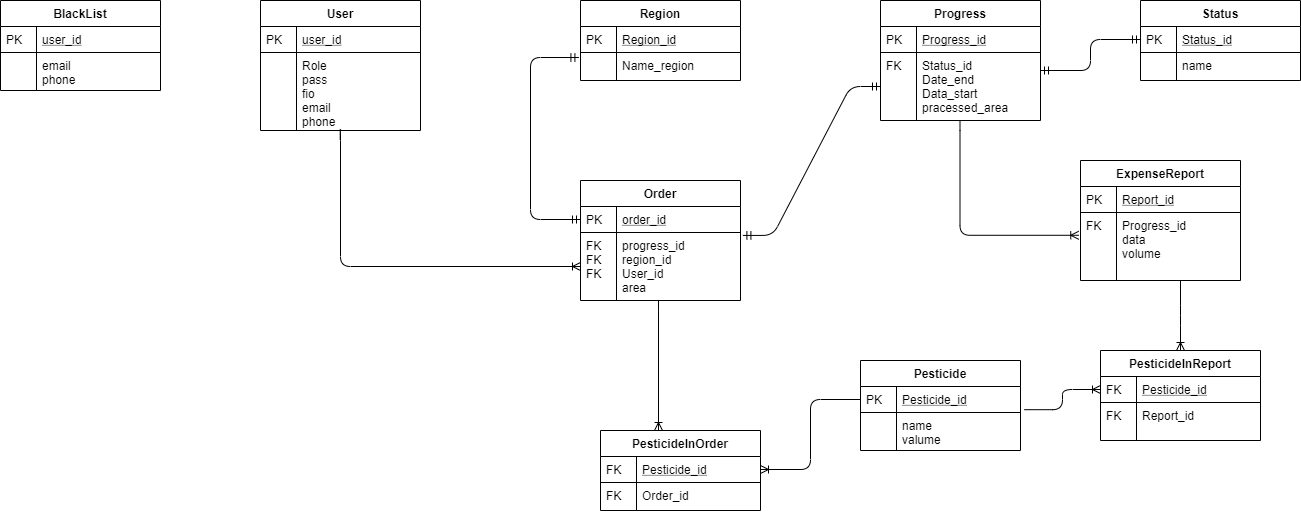 BlackList
PK user_id
email
phone
User
PK user_id
Role
pass
fio
email
phone
Region
PK Region_id
Name_region
Progress
PK Progress_id
FK Status_id
Date_end
Data_start
pracessed_area
Status
PK Status_id
name
Order
PK order_id
FK progress_id
FK region_id
FK User_id
area
ExpenseReport
PK Report_id
FK Progress_id
data
volume
Pesticide
PK Pesticide_id
name
valume
PesticideInReport
FK Pesticide_id
FK Report_id
PesticideInOrder
FK Pesticide_id
FK Order_id